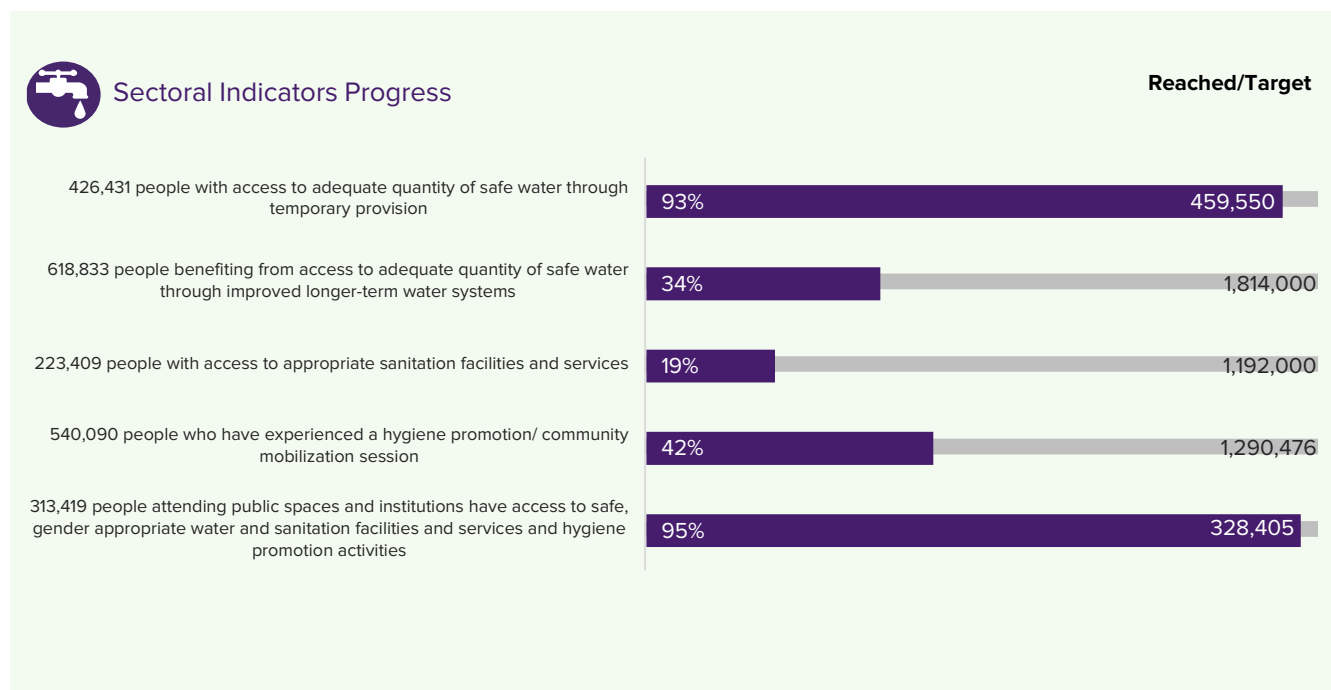 Sectoral Indicators Progress
Reached/Target
426,431 people with access to adequate quantity of safe water through
temporary provision
93%
459,550
618,833 people benefiting from access to adequate quantity of safe water
through improved longer-term water systems
34%
1,814,000
223,409 people with access to appropriate sanitation facilities and services
19%
1,192,000
540,090 people who have experienced a hygiene promotion/ community
mobilization session
42%
1,290,476
313,419 people attending public spaces and institutions have access to safe,
gender appropriate water and sanitation facilities and services and hygiene
promotion activities
95%
328,405